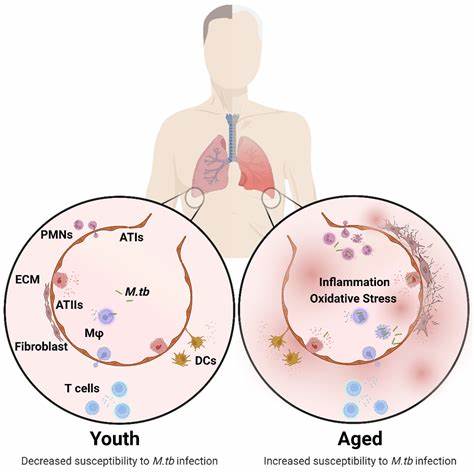 PMNs
ATIs
ECM
M.tb
ATIIs
Mφ
Fibroblast
DCs
T cells
Inflammation
Oxidative Stress
Youth
Decreased susceptibility to M.tb infection
Aged
Increased susceptibility to M.tb infection